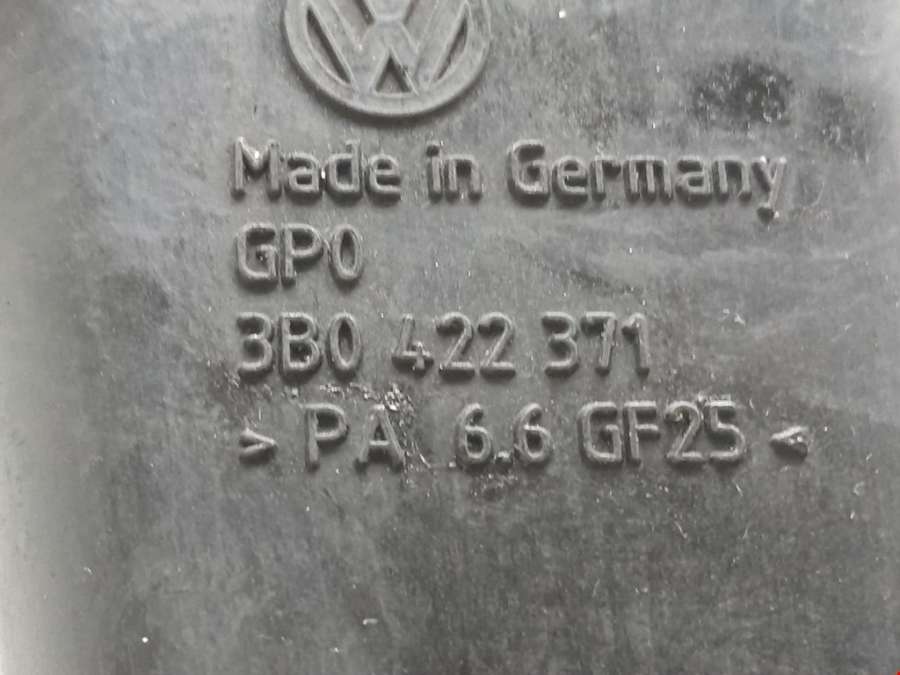 Made in Germany
GP0
3B0 422 371
> PA 6.6 GF25 <